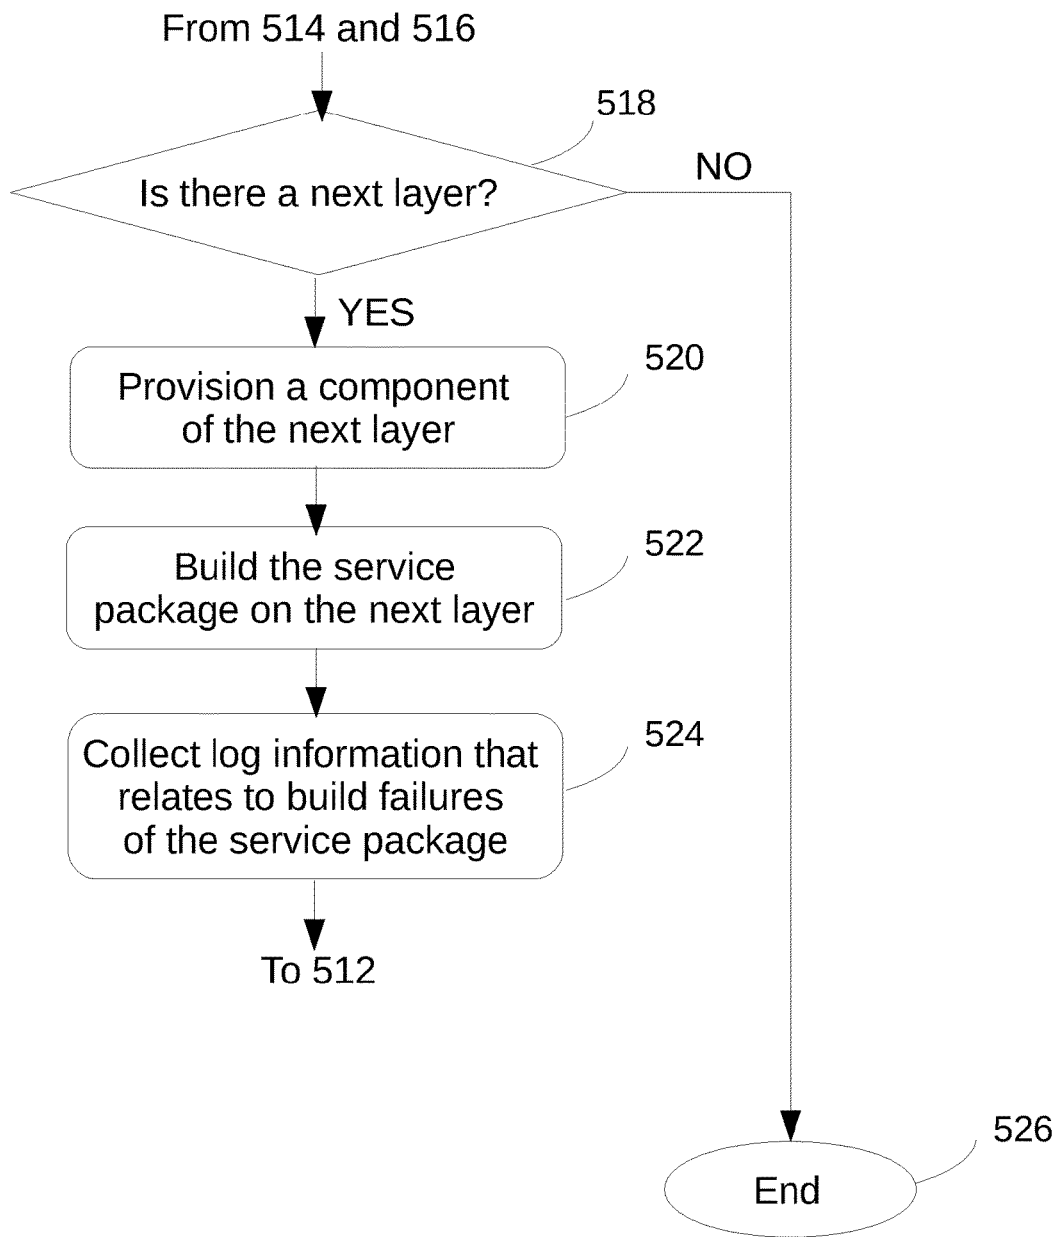 From 514 and 516
518
NO
Is there a next layer?
YES
520
Provision a component
of the next layer
522
Build the service
package on the next layer
524
Collect log information that
relates to build failures
of the service package
To 512
526
End